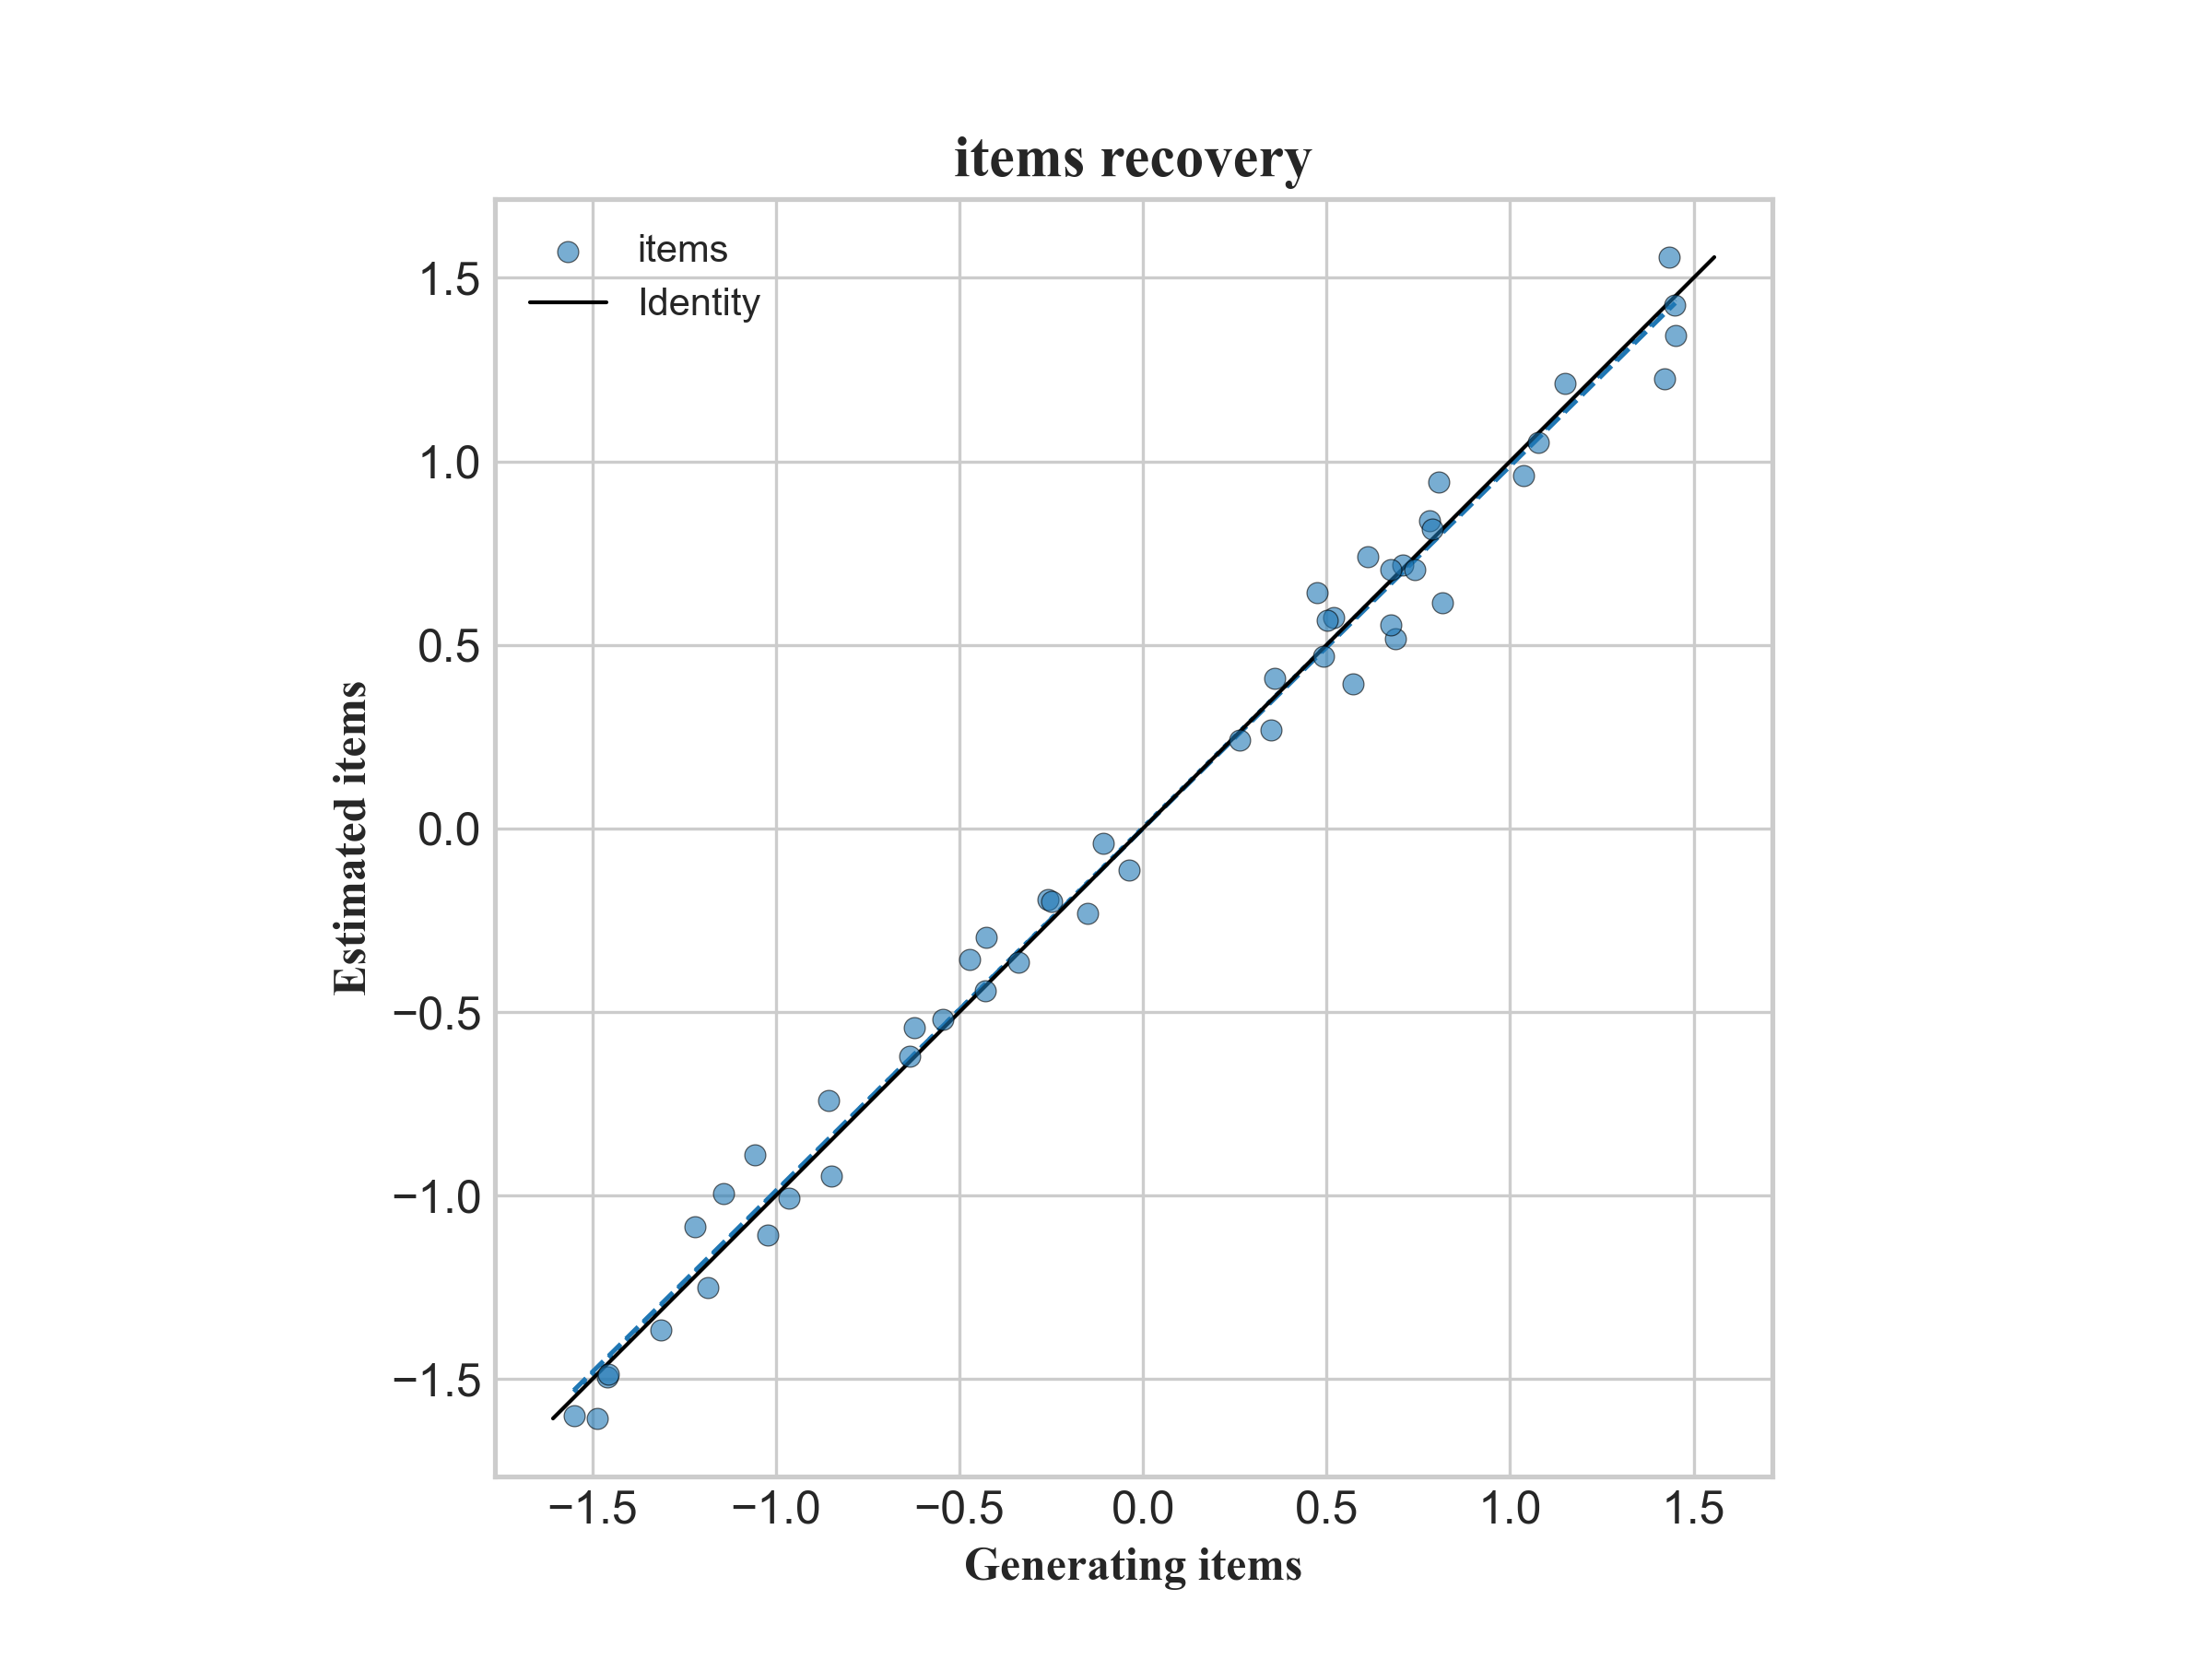 items recovery
items
Identity
1.5
1.0
0.5
0.0
−0.5
−1.0
−1.5
Estimated items
−1.5 −1.0 −0.5 0.0 0.5 1.0 1.5
Generating items